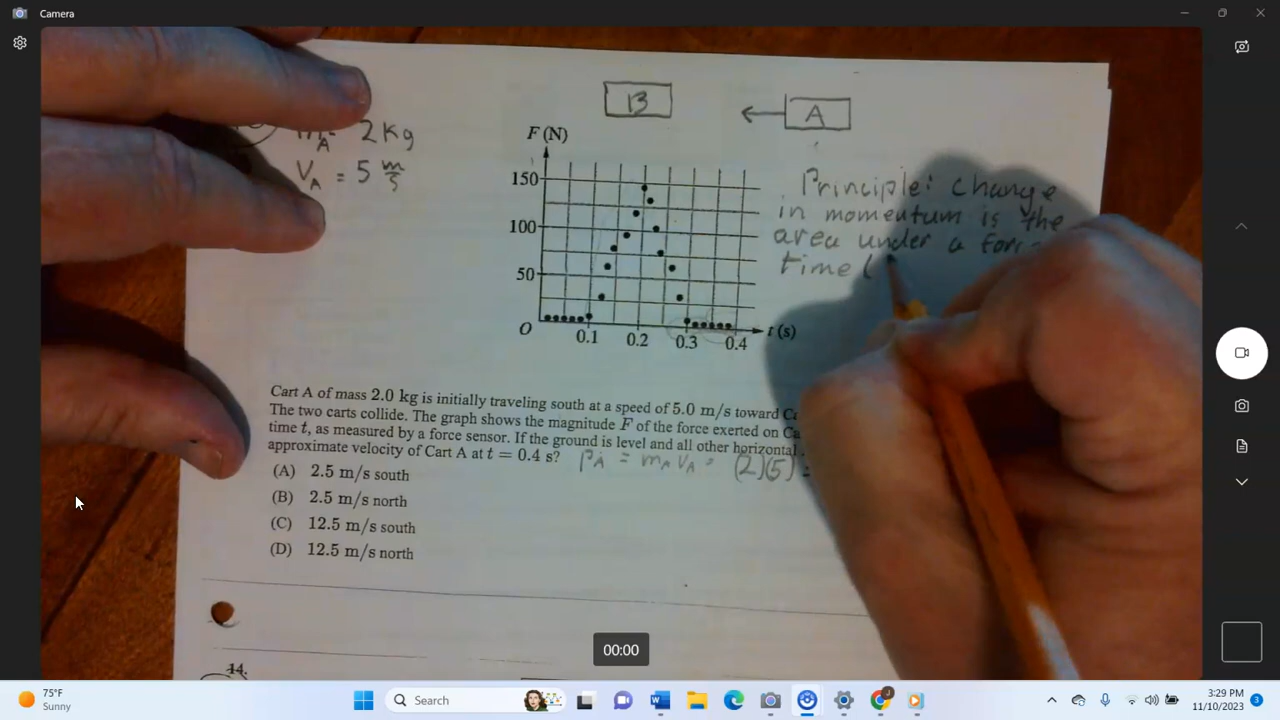 Camera
B
A
2 Kg
V_A = 5 m/s
F (N)
150
100
50
O
0.1 0.2 0.3 0.4
t (s)
Principle: change
in momentum is the
area under a
time (
Cart A of mass 2.0 kg is initially traveling south at a speed of 5.0 m/s toward
The two carts collide. The graph shows the magnitude F of the force exerted on
time t, as measured by a force sensor. If the ground is level and all other horizontal
approximate velocity of Cart A at t = 0.4 s? p_A = m_A v_A = (2)(5) =
(A) 2.5 m/s south
(B) 2.5 m/s north
(C) 12.5 m/s south
(D) 12.5 m/s north
14.
00:00
75°F
Sunny
Search
3:29 PM
11/10/2023
3